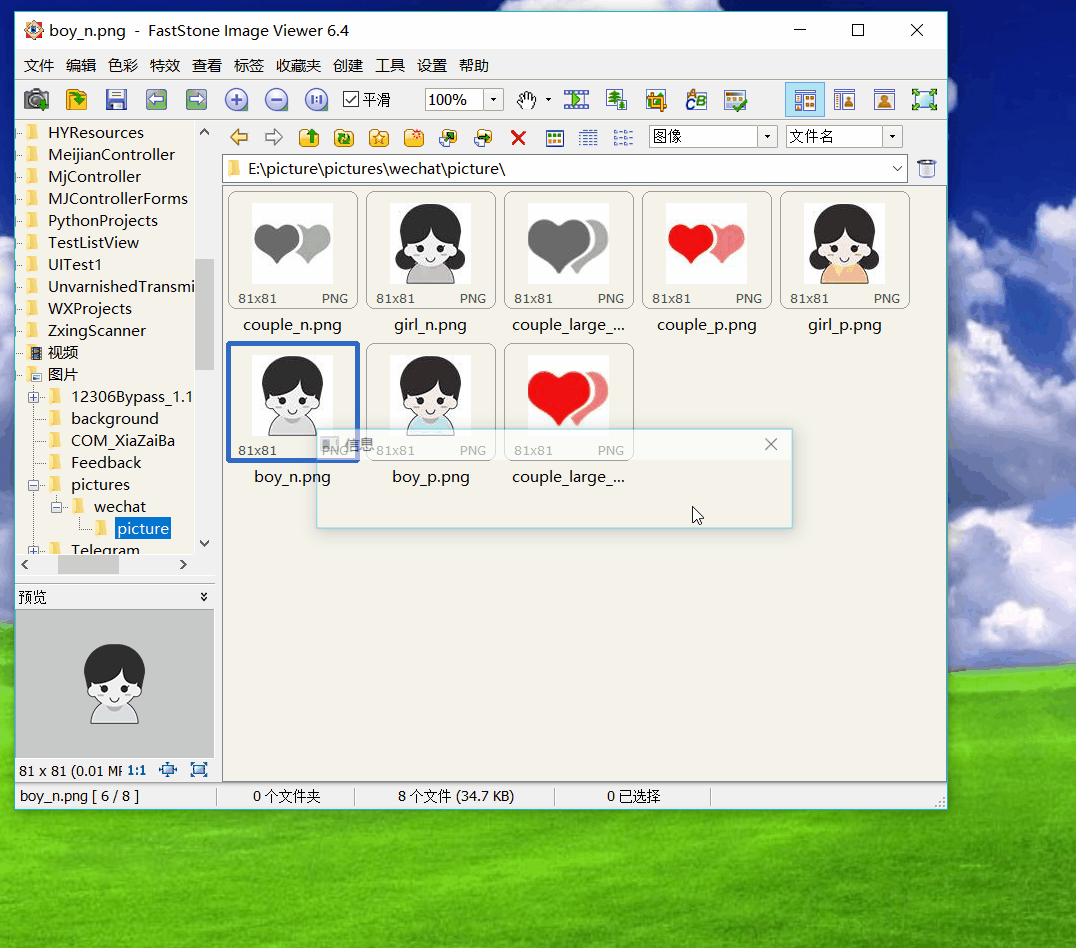 boy_n.png - FastStone Image Viewer 6.4
文件 编辑 色彩 特效 查看 标签 收藏夹 创建 工具 设置 帮助
平滑 100%
HYResources
MeijianController
MjController
MJControllerForms
PythonProjects
TestListView
UITest1
UnvarnishedTransmi
WXProjects
ZxingScanner
视频
图片
12306Bypass_1.1
background
COM_XiaZaiBa
Feedback
pictures
wechat
picture
Telegram
预览
81 x 81 (0.01 MF 1:1
图像 文件名
E:\picture\pictures\wechat\picture\
81x81 PNG 81x81 PNG 81x81 PNG 81x81 PNG 81x81 PNG
couple_n.png girl_n.png couple_large_... couple_p.png girl_p.png
信息
81x81 PNG 81x81 PNG 81x81 PNG
boy_n.png boy_p.png couple_large_...
boy_n.png [ 6 / 8 ] 0 个文件夹 8 个文件 (34.7 KB) 0 已选择